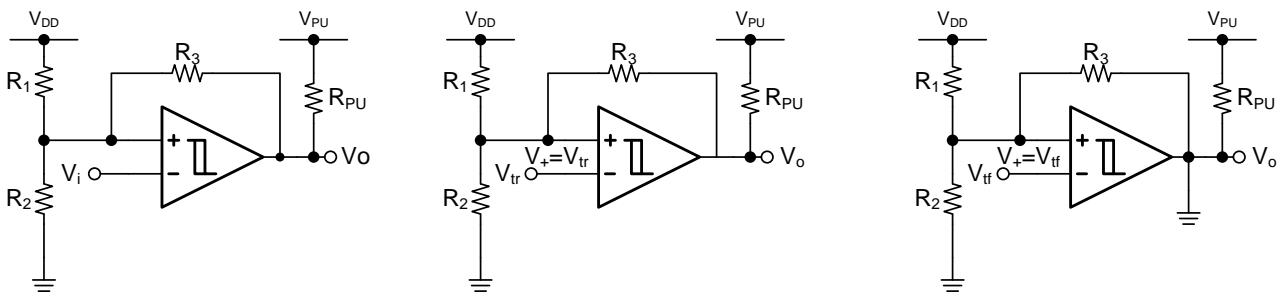 V_DD
V_PU
R_3
R_1
R_PU
+
V_i
−
Vo
R_2
V_DD
V_PU
R_3
R_1
R_PU
+
V_+=V_tr
V_tr
−
V_o
R_2
V_DD
V_PU
R_3
R_1
R_PU
+
V_+=V_tf
V_tf
−
V_o
R_2